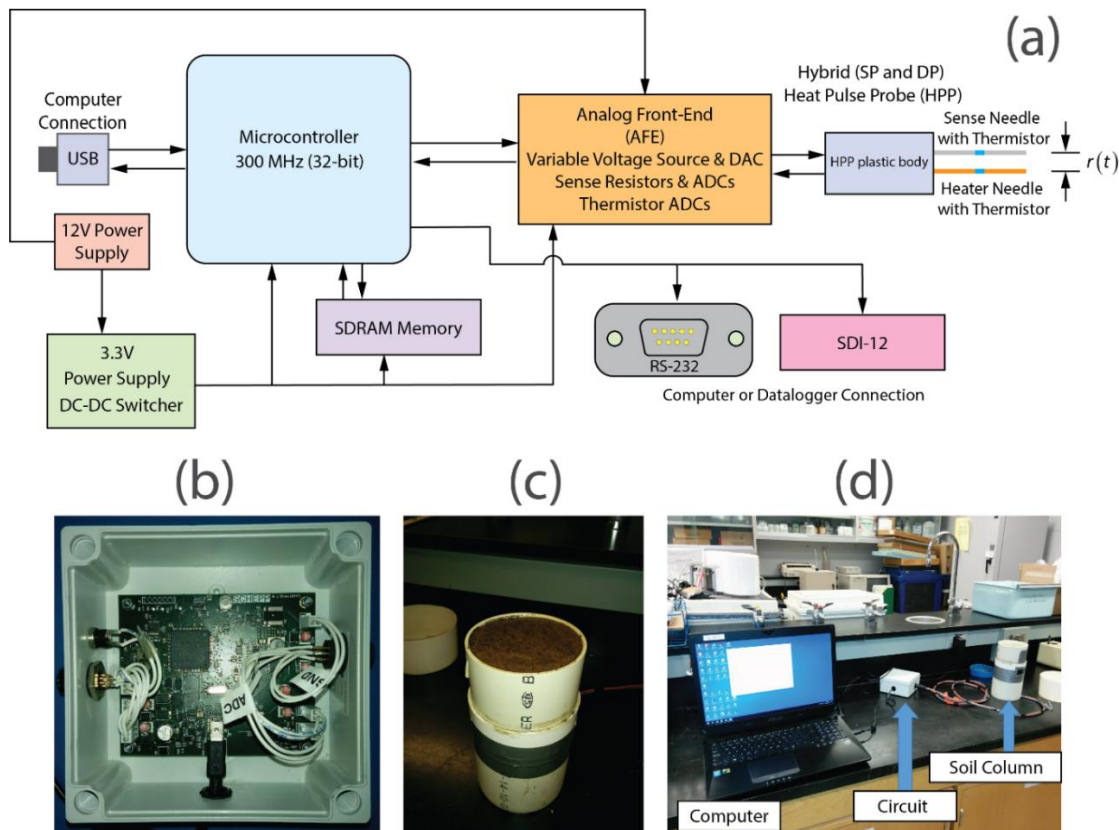 (a)
Computer
Connection
USB
Microcontroller
300 MHz (32-bit)
Analog Front-End
(AFE)
Variable Voltage Source & DAC
Sense Resistors & ADCs
Thermistor ADCs
Hybrid (SP and DP)
Heat Pulse Probe (HPP)
HPP plastic body
Sense Needle
with Thermistor
r(t)
Heater Needle
with Thermistor
12V Power
Supply
3.3V
Power Supply
DC-DC Switcher
SDRAM Memory
RS-232
SDI-12
Computer or Datalogger Connection
(b)
(c)
(d)
SCHEPP
ADC
SND
Computer
Circuit
Soil Column